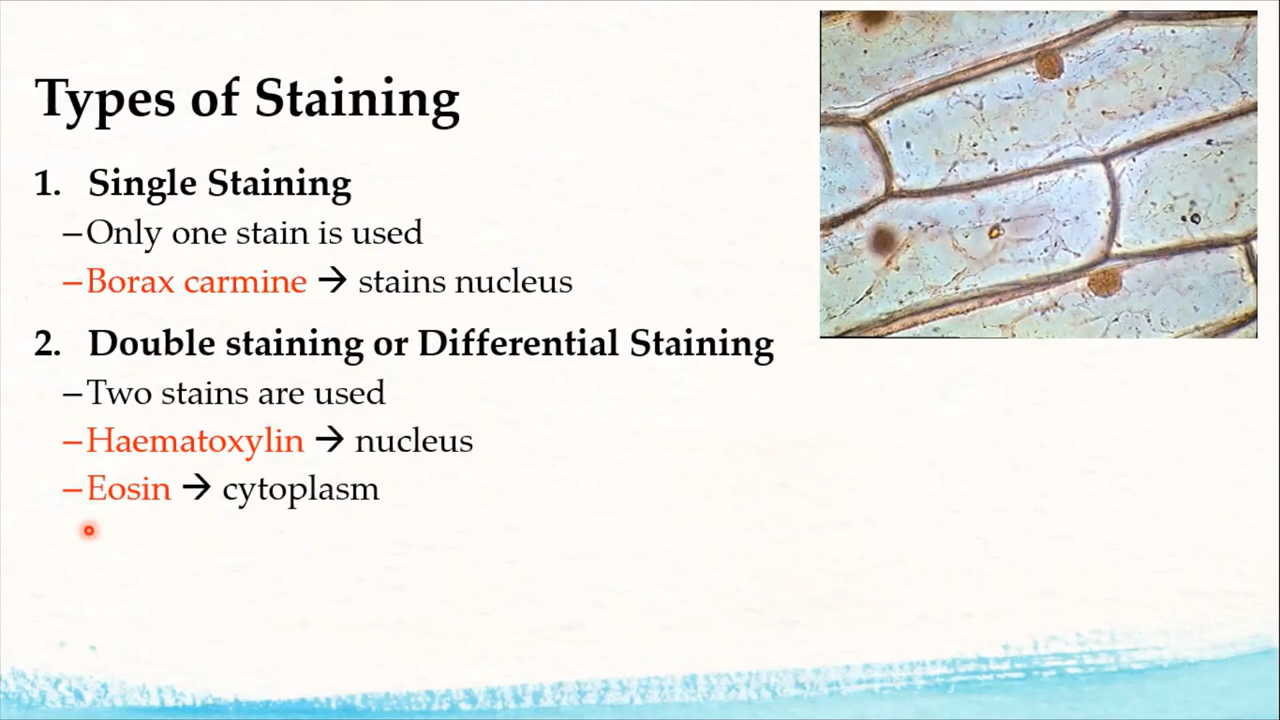 Types of Staining
1. Single Staining
–Only one stain is used
–Borax carmine → stains nucleus
2. Double staining or Differential Staining
–Two stains are used
–Haematoxylin → nucleus
–Eosin → cytoplasm